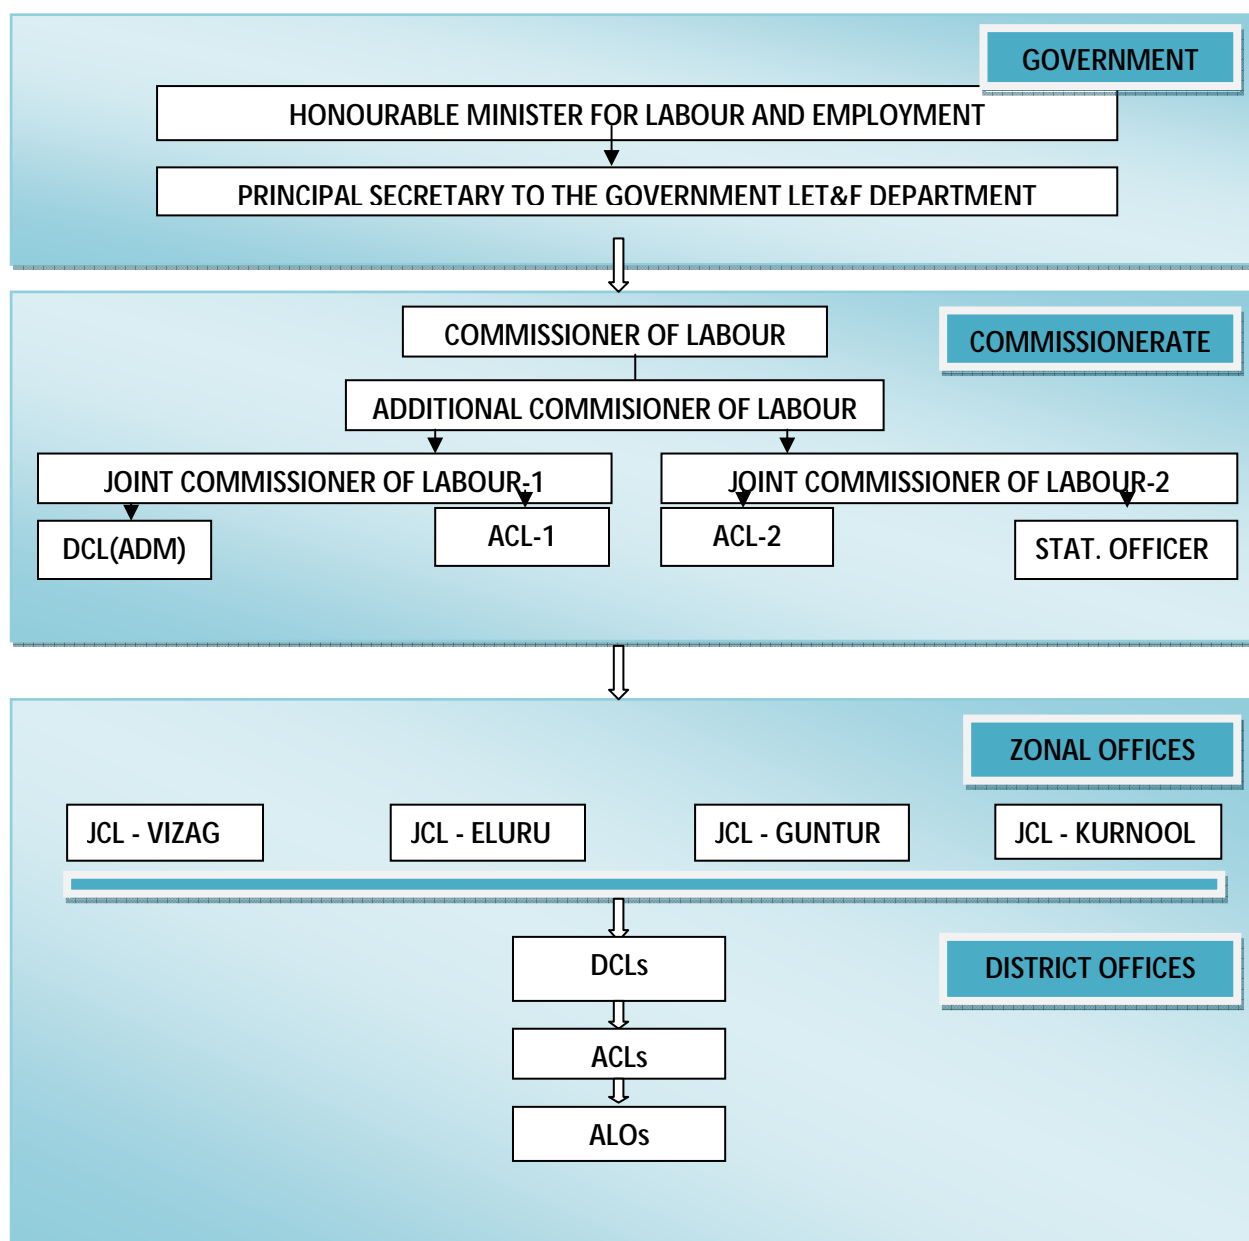 GOVERNMENT
HONOURABLE MINISTER FOR LABOUR AND EMPLOYMENT
PRINCIPAL SECRETARY TO THE GOVERNMENT LET&F DEPARTMENT
COMMISSIONER OF LABOUR
COMMISSIONERATE
ADDITIONAL COMMISIONER OF LABOUR
JOINT COMMISSIONER OF LABOUR-1
JOINT COMMISSIONER OF LABOUR-2
DCL(ADM)
ACL-1
ACL-2
STAT. OFFICER
ZONAL OFFICES
JCL - VIZAG
JCL - ELURU
JCL - GUNTUR
JCL - KURNOOL
DCLs
DISTRICT OFFICES
ACLs
ALOs